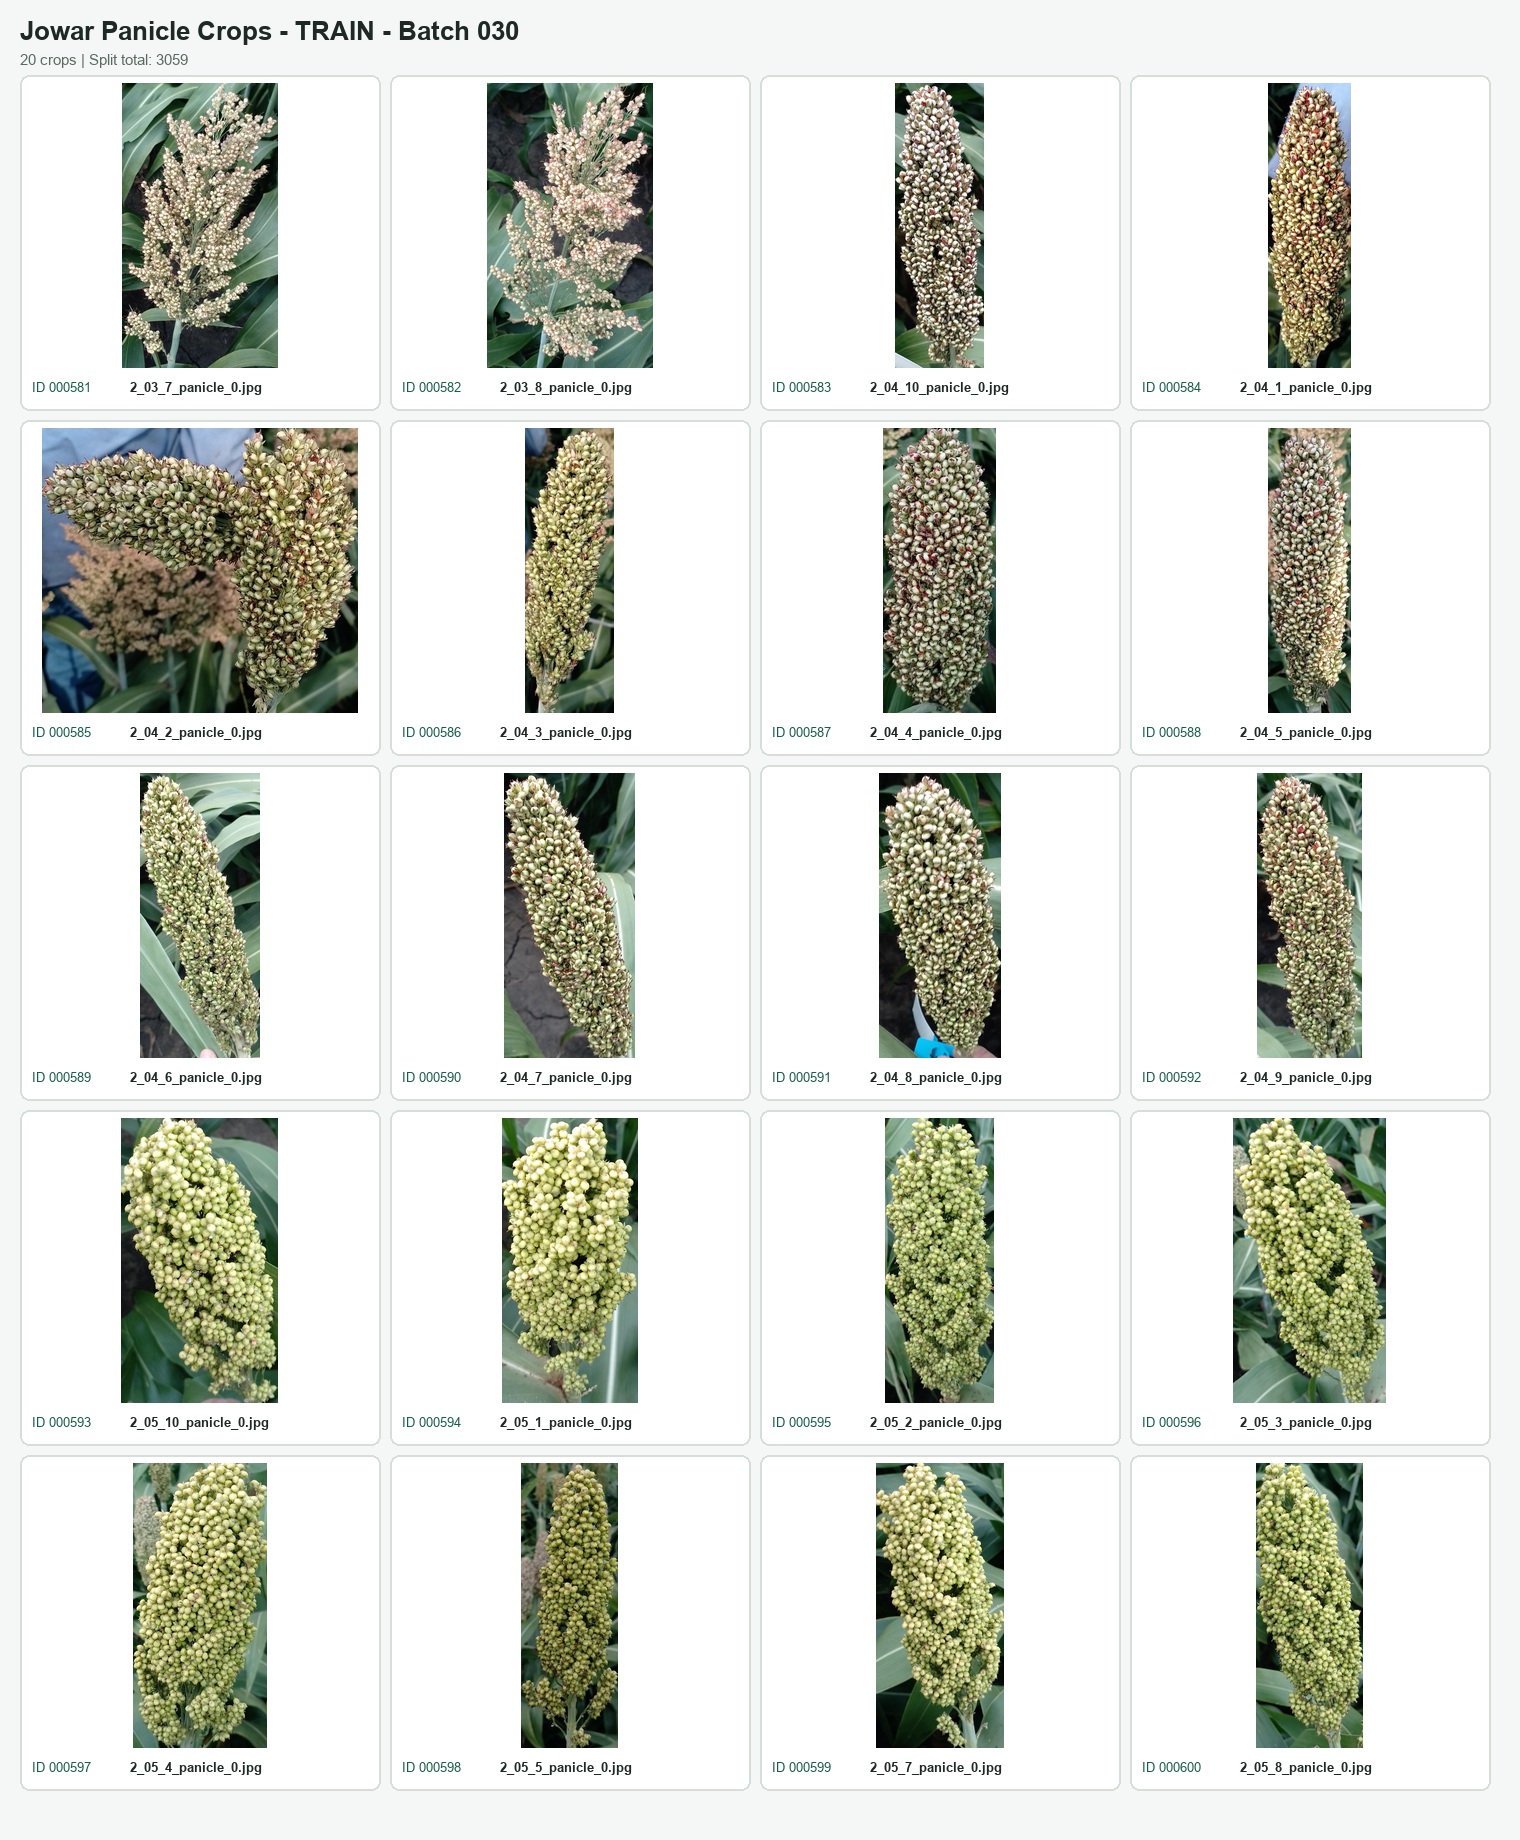 Jowar Panicle Crops - TRAIN - Batch 030
20 crops | Split total: 3059
ID 000581 2_03_7_panicle_0.jpg
ID 000582 2_03_8_panicle_0.jpg
ID 000583 2_04_10_panicle_0.jpg
ID 000584 2_04_1_panicle_0.jpg
ID 000585 2_04_2_panicle_0.jpg
ID 000586 2_04_3_panicle_0.jpg
ID 000587 2_04_4_panicle_0.jpg
ID 000588 2_04_5_panicle_0.jpg
ID 000589 2_04_6_panicle_0.jpg
ID 000590 2_04_7_panicle_0.jpg
ID 000591 2_04_8_panicle_0.jpg
ID 000592 2_04_9_panicle_0.jpg
ID 000593 2_05_10_panicle_0.jpg
ID 000594 2_05_1_panicle_0.jpg
ID 000595 2_05_2_panicle_0.jpg
ID 000596 2_05_3_panicle_0.jpg
ID 000597 2_05_4_panicle_0.jpg
ID 000598 2_05_5_panicle_0.jpg
ID 000599 2_05_7_panicle_0.jpg
ID 000600 2_05_8_panicle_0.jpg